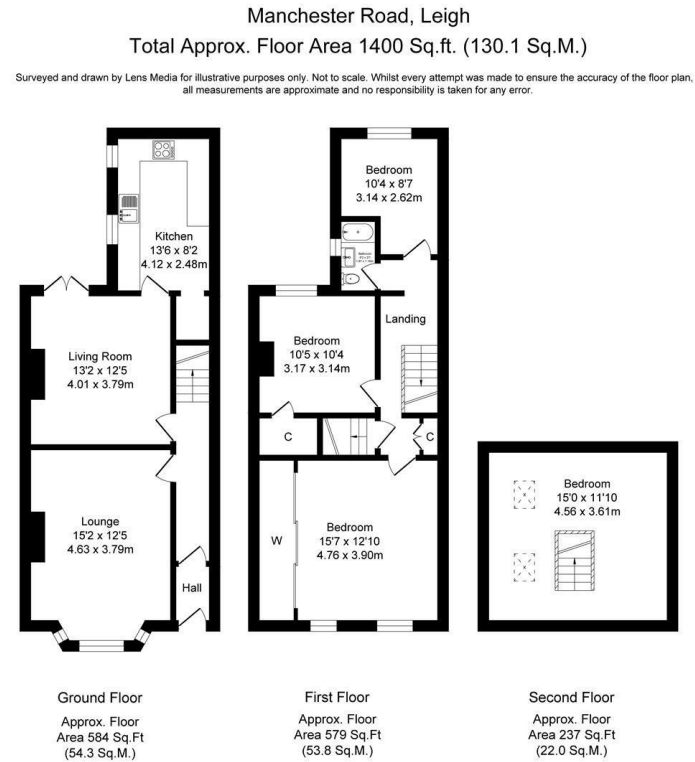 Manchester Road, Leigh
Total Approx. Floor Area 1400 Sq.ft. (130.1 Sq.M.)
Surveyed and drawn by Lens Media for illustrative purposes only. Not to scale. Whilst every attempt was made to ensure the accuracy of the floor plan,
all measurements are approximate and no responsibility is taken for any error.
Kitchen
13'6 x 8'2
4.12 x 2.48m
Living Room
13'2 x 12'5
4.01 x 3.79m
Lounge
15'2 x 12'5
4.63 x 3.79m
Hall
Bedroom
10'4 x 8'7
3.14 x 2.62m
Landing
Bedroom
10'5 x 10'4
3.17 x 3.14m
C
C
W
Bedroom
15'7 x 12'10
4.76 x 3.90m
Bedroom
15'0 x 11'10
4.56 x 3.61m
Ground Floor
Approx. Floor
Area 584 Sq.Ft
(54.3 Sq.M.)
First Floor
Approx. Floor
Area 579 Sq.Ft
(53.8 Sq.M.)
Second Floor
Approx. Floor
Area 237 Sq.Ft
(22.0 Sq.M.)